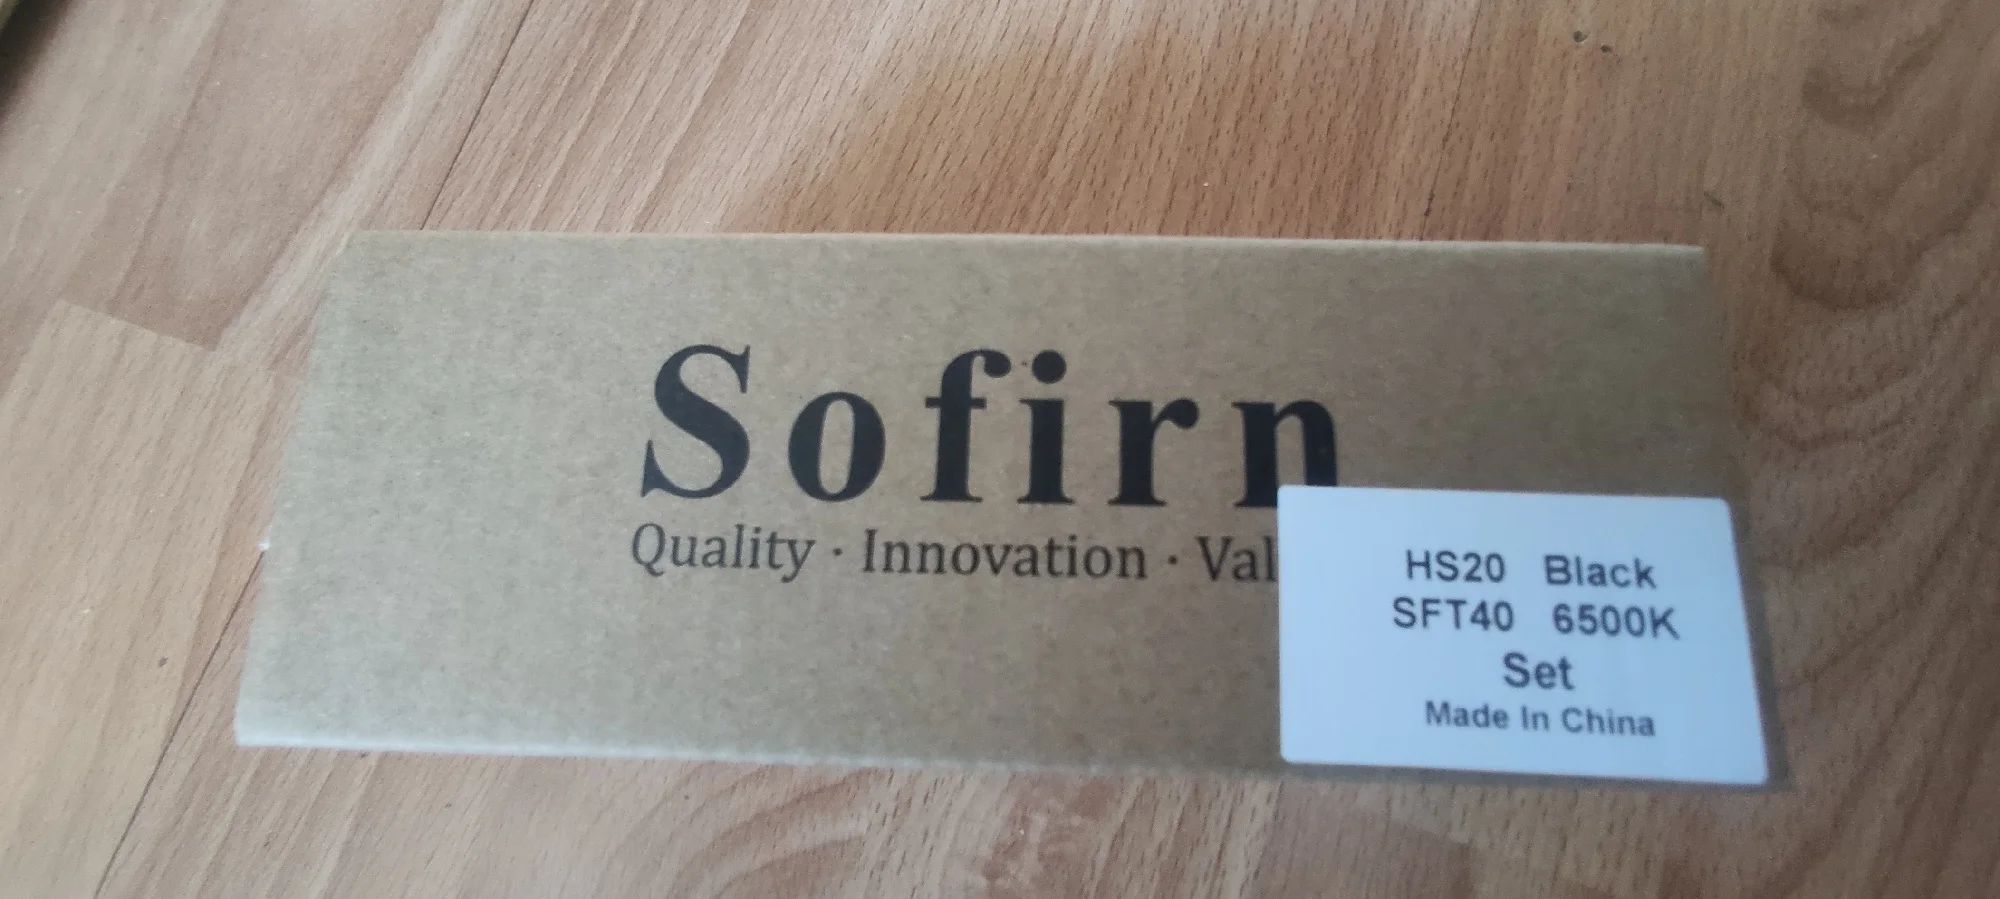 Sofirn
Quality · Innovation · Val
HS20 Black
SFT40 6500K
Set
Made In China